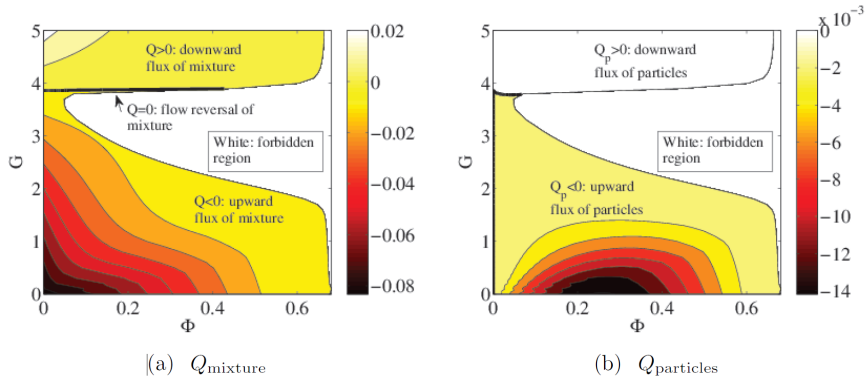 5
4
3
2
1
0
G
0
0.2
0.4
0.6
Φ
Q>0: downward
flux of mixture
Q=0: flow reversal of
mixture
White: forbidden
region
Q<0: upward
flux of mixture
0.02
0
−0.02
−0.04
−0.06
−0.08
(a) Qmixture
5
4
3
2
1
0
G
0
0.2
0.4
0.6
Φ
Qp>0: downward
flux of particles
White: forbidden
region
Qp<0: upward
flux of particles
x 10⁻³
0
−2
−4
−6
−8
−10
−12
−14
(b) Qparticles